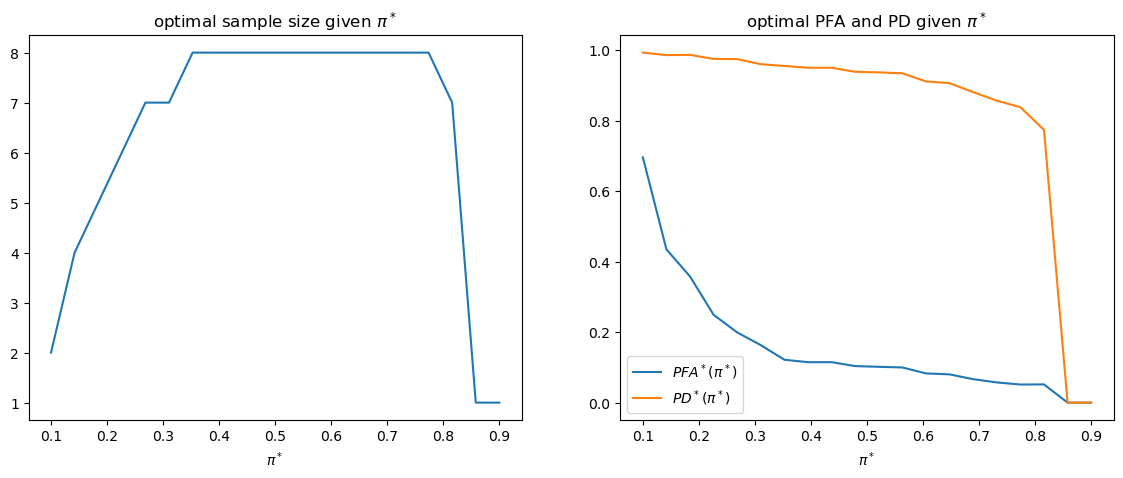 optimal sample size given π*
8
7
6
5
4
3
2
1
0.1 0.2 0.3 0.4 0.5 0.6 0.7 0.8 0.9
π*
optimal PFA and PD given π*
1.0
0.8
0.6
0.4
0.2
0.0
PFA*(π*)
PD*(π*)
0.1 0.2 0.3 0.4 0.5 0.6 0.7 0.8 0.9
π*